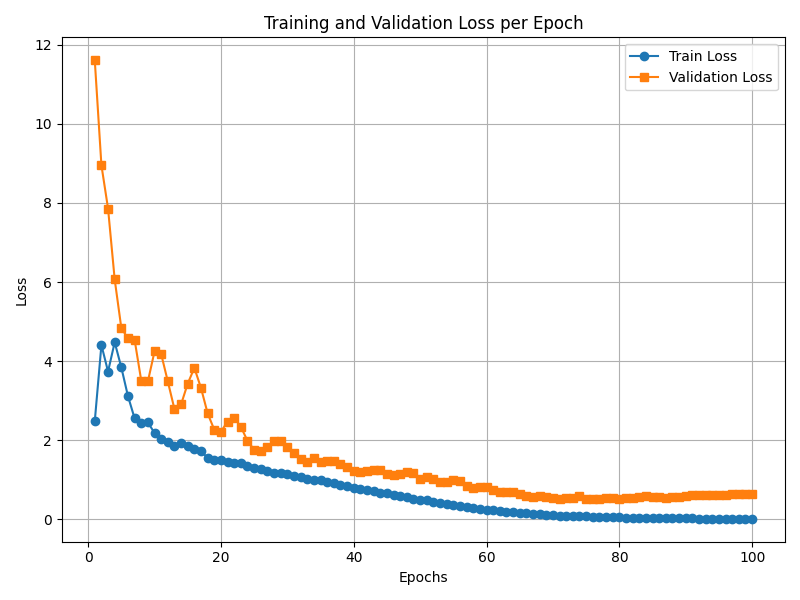 Training and Validation Loss per Epoch
Train Loss
Validation Loss
12
10
8
6
4
2
0
Loss
0 20 40 60 80 100
Epochs